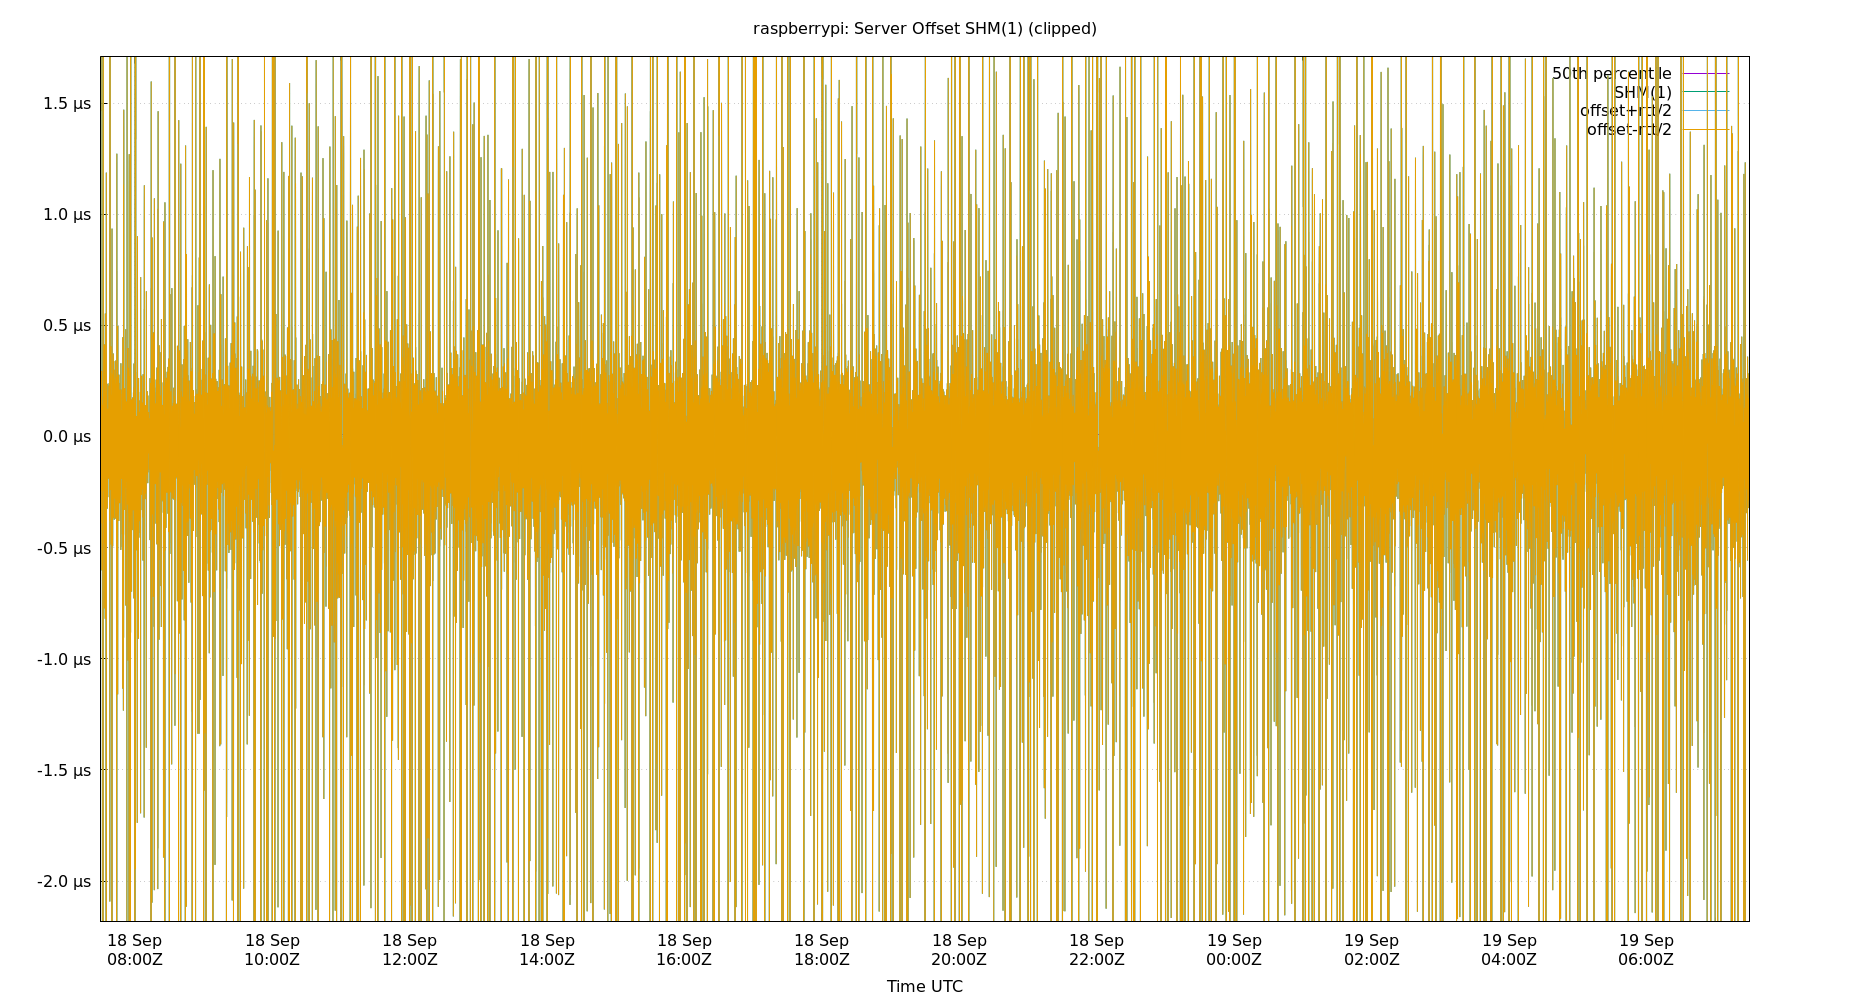 raspberrypi: Server Offset SHM(1) (clipped)
50th percentile
SHM(1)
offset+rtt/2
offset-rtt/2
1.5 µs
1.0 µs
0.5 µs
0.0 µs
-0.5 µs
-1.0 µs
-1.5 µs
-2.0 µs
18 Sep 18 Sep 18 Sep 18 Sep 18 Sep 18 Sep 18 Sep 18 Sep 19 Sep 19 Sep 19 Sep 19 Sep
08:00Z 10:00Z 12:00Z 14:00Z 16:00Z 18:00Z 20:00Z 22:00Z 00:00Z 02:00Z 04:00Z 06:00Z
Time UTC